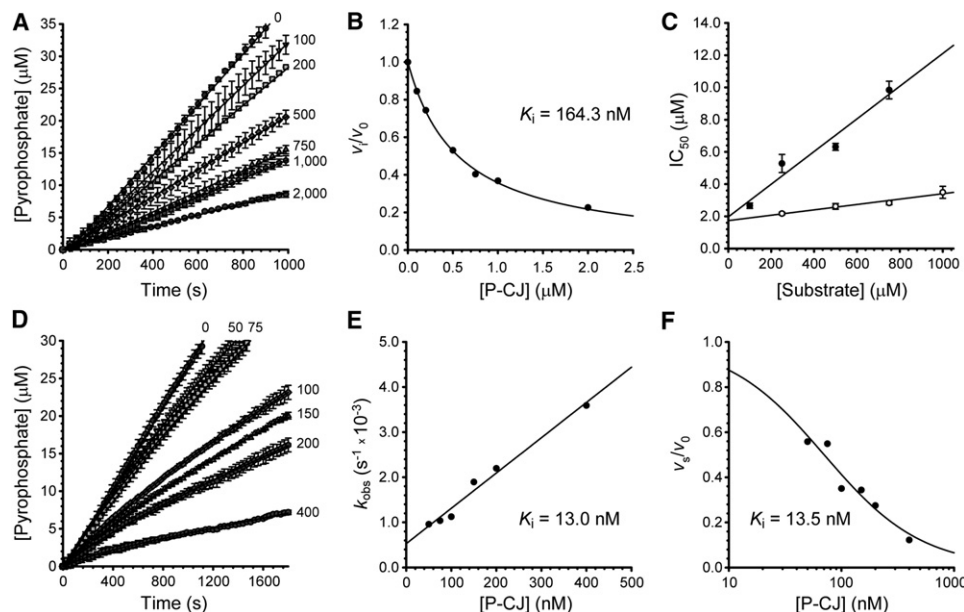 A
35
30
25
20
15
10
5
0
[Pyrophosphate] (μM)
0
100
200
500
750
1,000
2,000
0 200 400 600 800 1000
Time (s)
B
1.2
1.0
0.8
0.6
0.4
0.2
0.0
vᵢ/v₀
Kᵢ = 164.3 nM
0.0 0.5 1.0 1.5 2.0 2.5
[P-CJ] (μM)
C
14.0
12.0
10.0
8.0
6.0
4.0
2.0
0.0
IC₅₀ (μM)
0 200 400 600 800 1000
[Substrate] (μM)
D
30
25
20
15
10
5
0
[Pyrophosphate] (μM)
0 50 75
100
150
200
400
0 400 800 1200 1600
Time (s)
E
5.0
4.0
3.0
2.0
1.0
0.0
k_obs (s⁻¹ × 10⁻³)
Kᵢ = 13.0 nM
0 100 200 300 400 500
[P-CJ] (nM)
F
1.0
0.8
0.6
0.4
0.2
0
vₛ/v₀
Kᵢ = 13.5 nM
10 100 1000
[P-CJ] (nM)